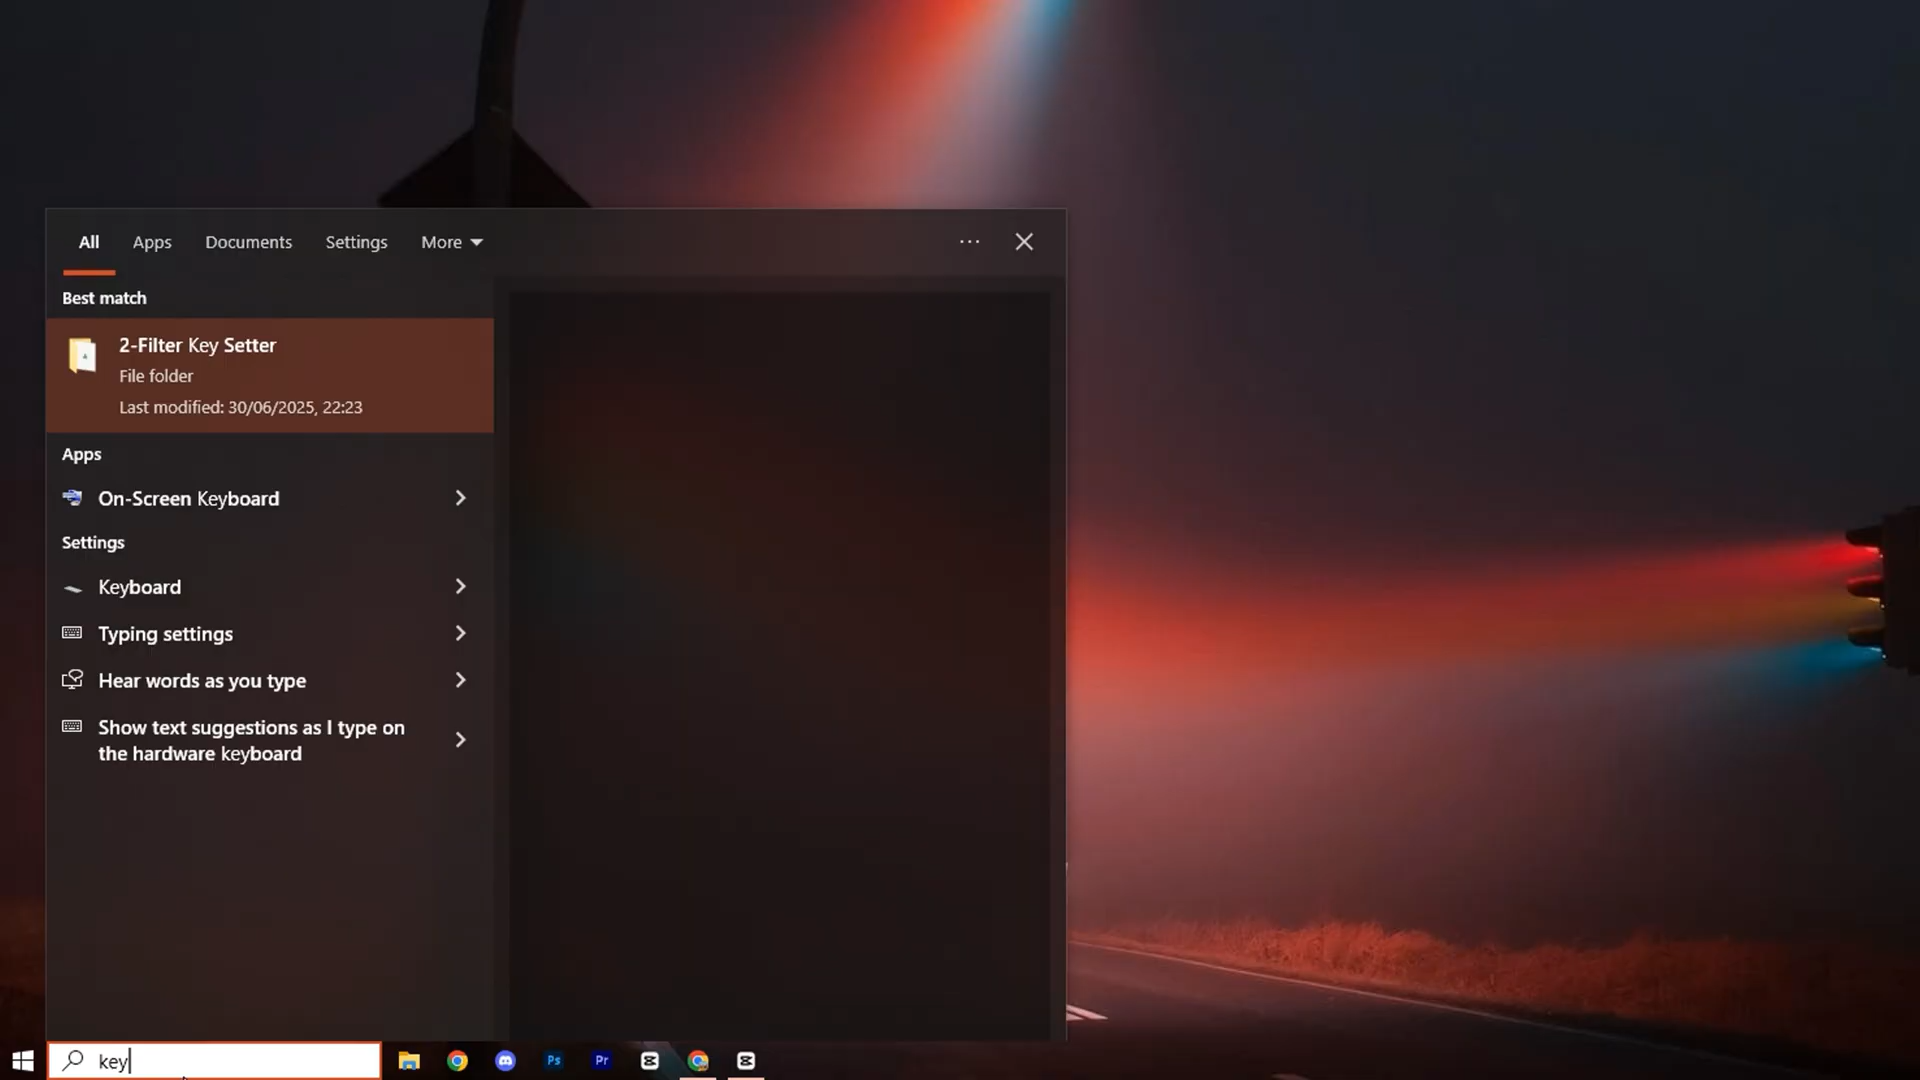 All Apps Documents Settings More
Best match
2-Filter Key Setter
File folder
Last modified: 30/06/2025, 22:23
Apps
On-Screen Keyboard
Settings
Keyboard
Typing settings
Hear words as you type
Show text suggestions as I type on
the hardware keyboard
key
Ps Pr